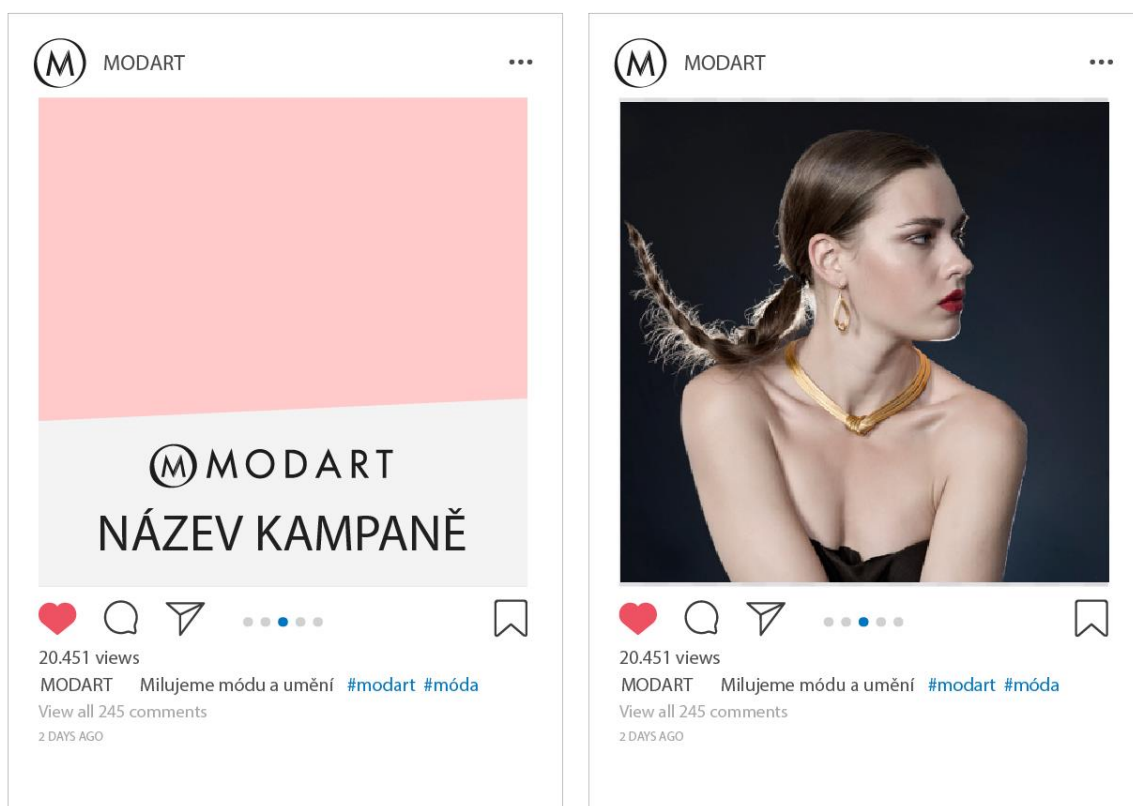 M MODART
M MODART
NÁZEV KAMPANĚ
20.451 views
MODART Milujeme módu a umění #modart #móda
View all 245 comments
2 DAYS AGO
M MODART
20.451 views
MODART Milujeme módu a umění #modart #móda
View all 245 comments
2 DAYS AGO